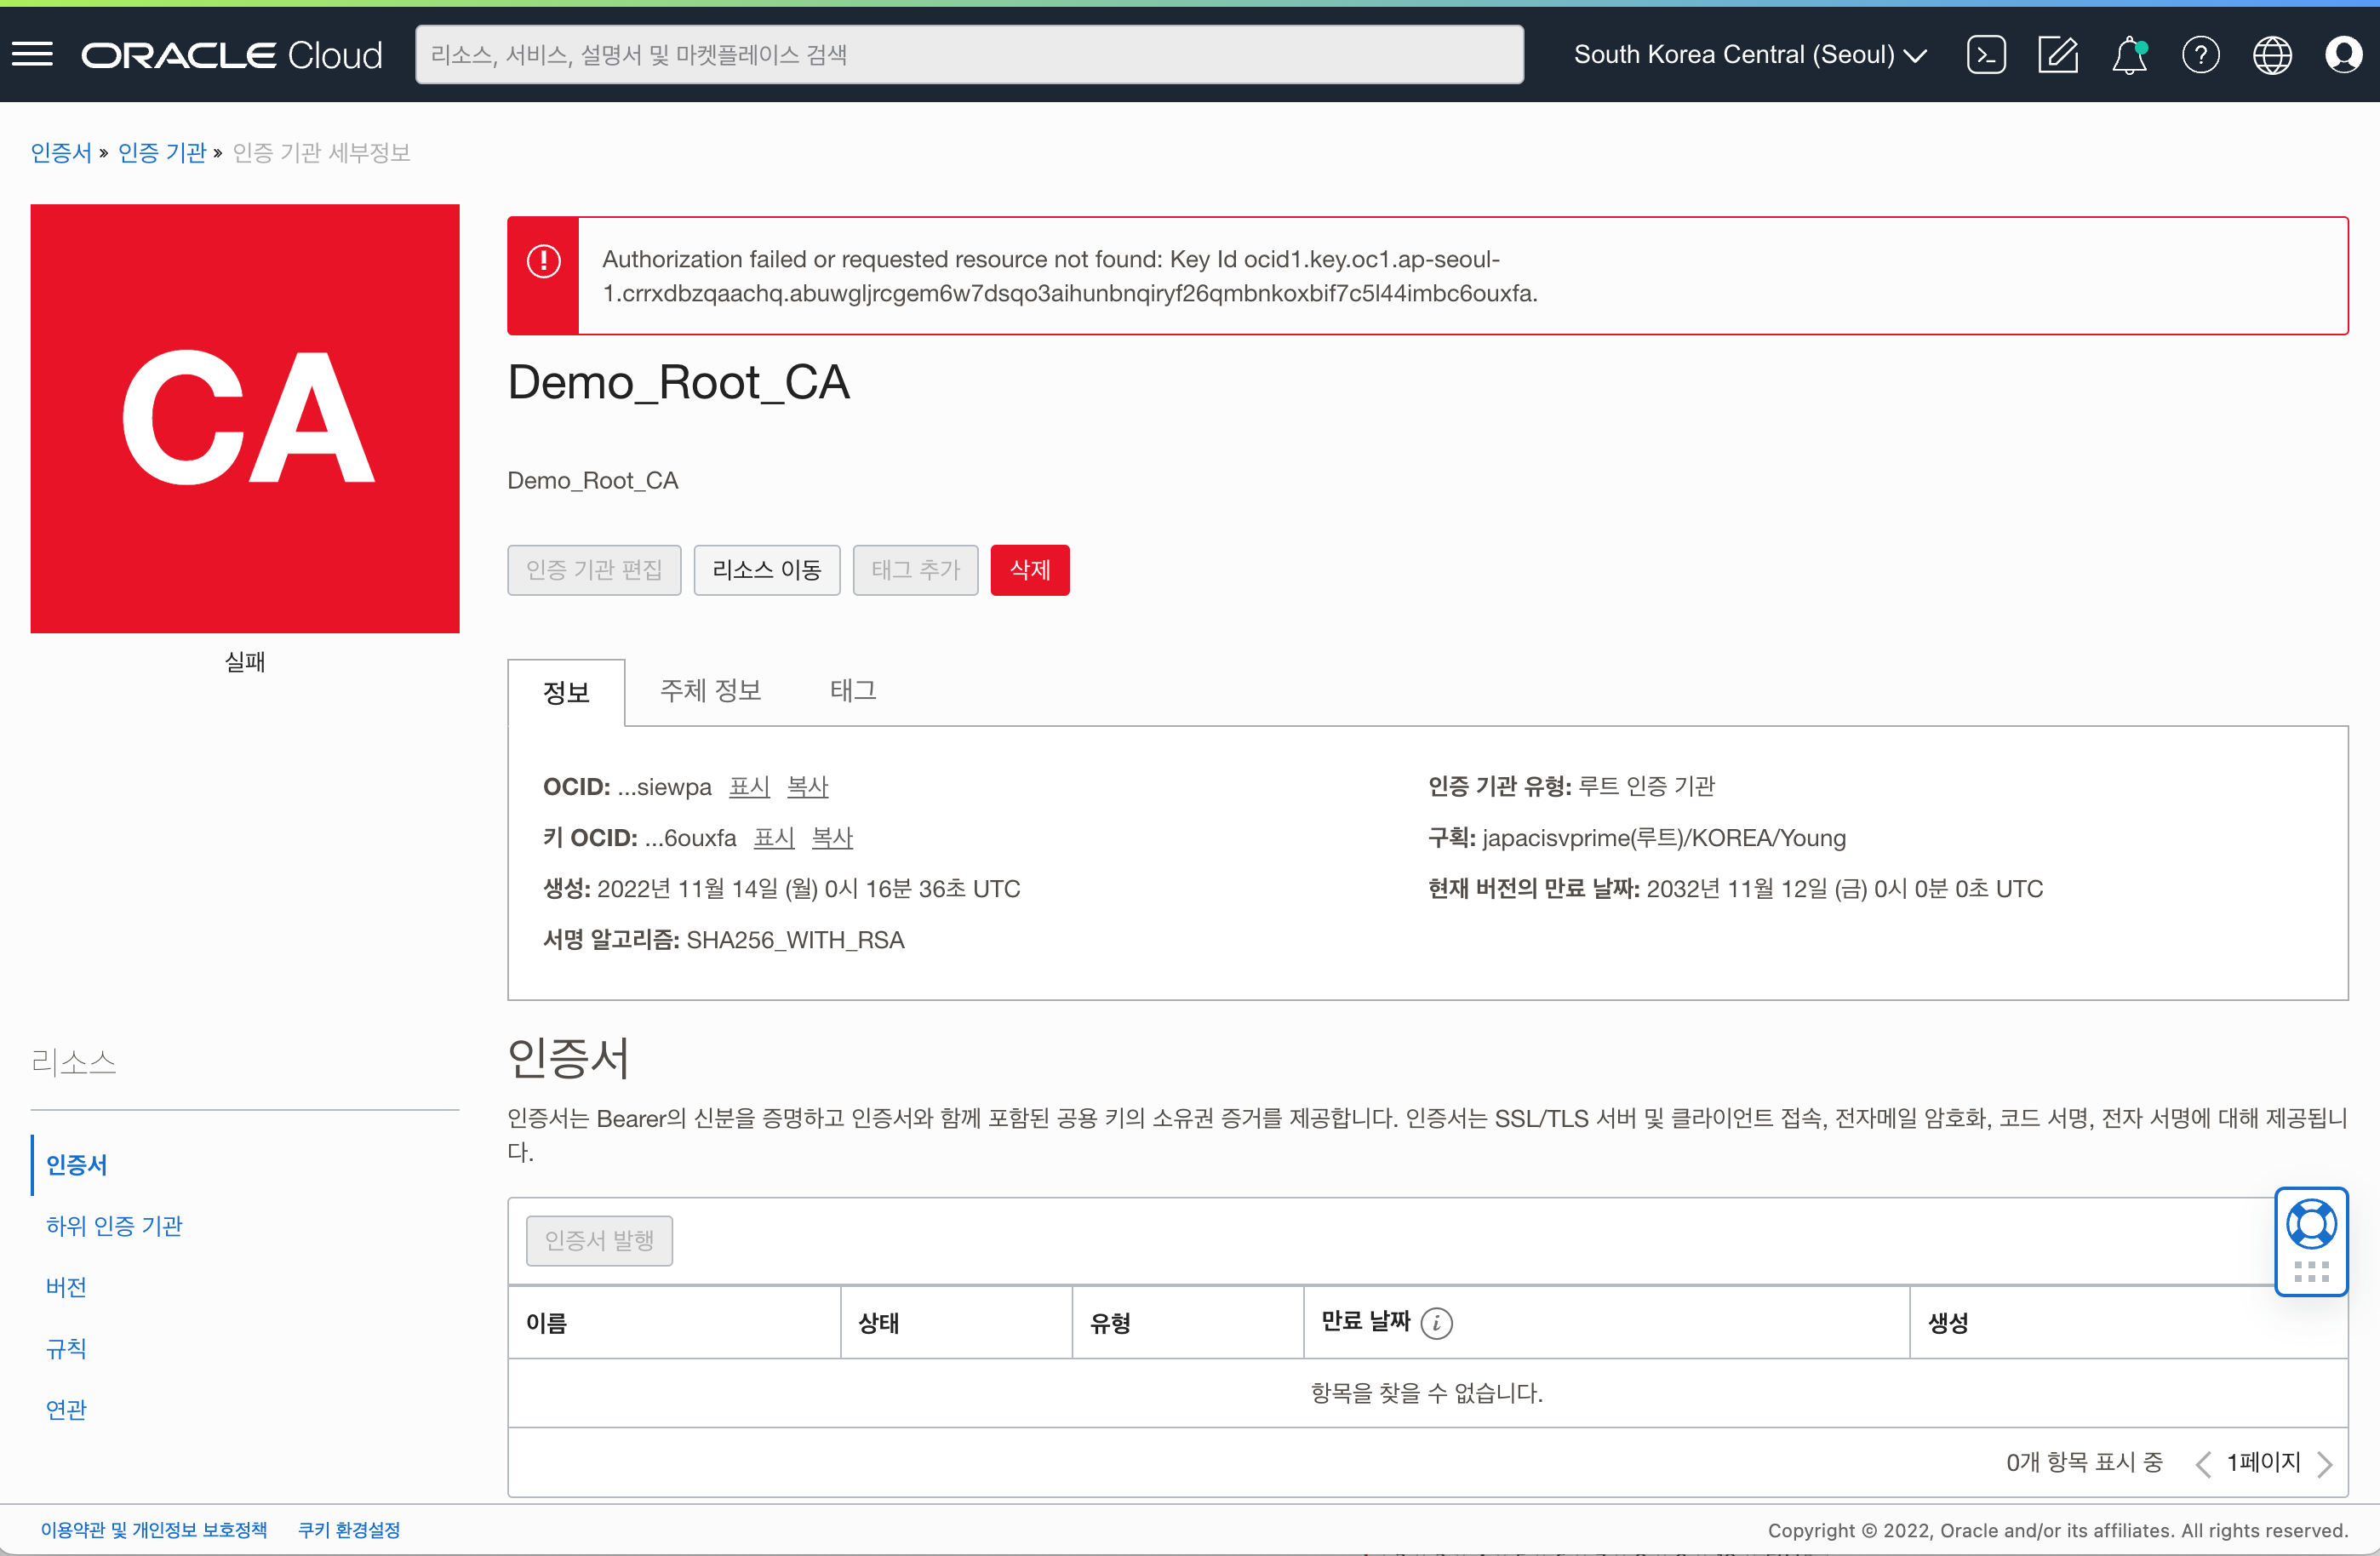 ORACLE Cloud
리소스, 서비스, 설명서 및 마켓플레이스 검색
South Korea Central (Seoul)
인증서 » 인증 기관 » 인증 기관 세부정보
CA
실패
Authorization failed or requested resource not found: Key Id ocid1.key.oc1.ap-seoul-
1.crrxdbzqaachq.abuwgljrcgem6w7dsqo3aihunbnqiryf26qmbnkoxbif7c5l44imbc6ouxfa.
Demo_Root_CA
Demo_Root_CA
인증 기관 편집 리소스 이동 태그 추가 삭제
정보 주체 정보 태그
OCID: ...siewpa 표시 복사
키 OCID: ...6ouxfa 표시 복사
생성: 2022년 11월 14일 (월) 0시 16분 36초 UTC
서명 알고리즘: SHA256_WITH_RSA
인증 기관 유형: 루트 인증 기관
구획: japacisvprime(루트)/KOREA/Young
현재 버전의 만료 날짜: 2032년 11월 12일 (금) 0시 0분 0초 UTC
리소스
인증서
하위 인증 기관
버전
규칙
연관
인증서
인증서는 Bearer의 신분을 증명하고 인증서와 함께 포함된 공용 키의 소유권 증거를 제공합니다. 인증서는 SSL/TLS 서버 및 클라이언트 접속, 전자메일 암호화, 코드 서명, 전자 서명에 대해 제공됩니
다.
인증서 발행
이름 상태 유형 만료 날짜 i 생성
항목을 찾을 수 없습니다.
0개 항목 표시 중 1페이지
이용약관 및 개인정보 보호정책 쿠키 환경설정
Copyright © 2022, Oracle and/or its affiliates. All rights reserved.